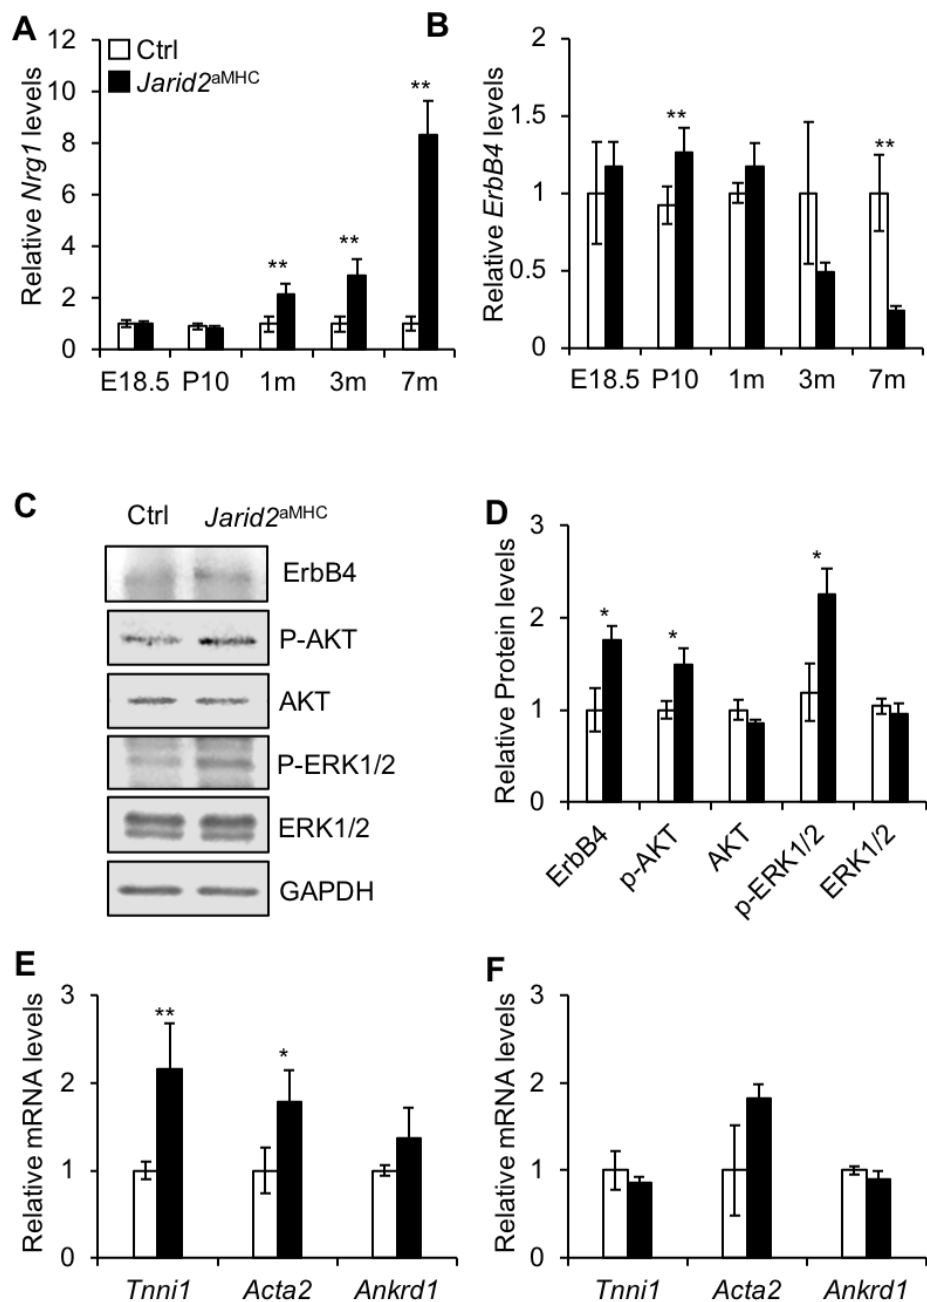 A
Relative Nrg1 levels
12
10
8
6
4
2
0
Ctrl
Jarid2aMHC
**
**
**
E18.5 P10 1m 3m 7m
B
Relative ErbB4 levels
2
1.5
1
0.5
0
**
**
E18.5 P10 1m 3m 7m
C
Ctrl Jarid2aMHC
ErbB4
P-AKT
AKT
P-ERK1/2
ERK1/2
GAPDH
D
Relative Protein levels
3
2
1
0
*
*
*
ErbB4
p-AKT
AKT
p-ERK1/2
ERK1/2
E
Relative mRNA levels
3
2
1
0
**
*
Tnni1 Acta2 Ankrd1
F
Relative mRNA levels
3
2
1
0
Tnni1 Acta2 Ankrd1